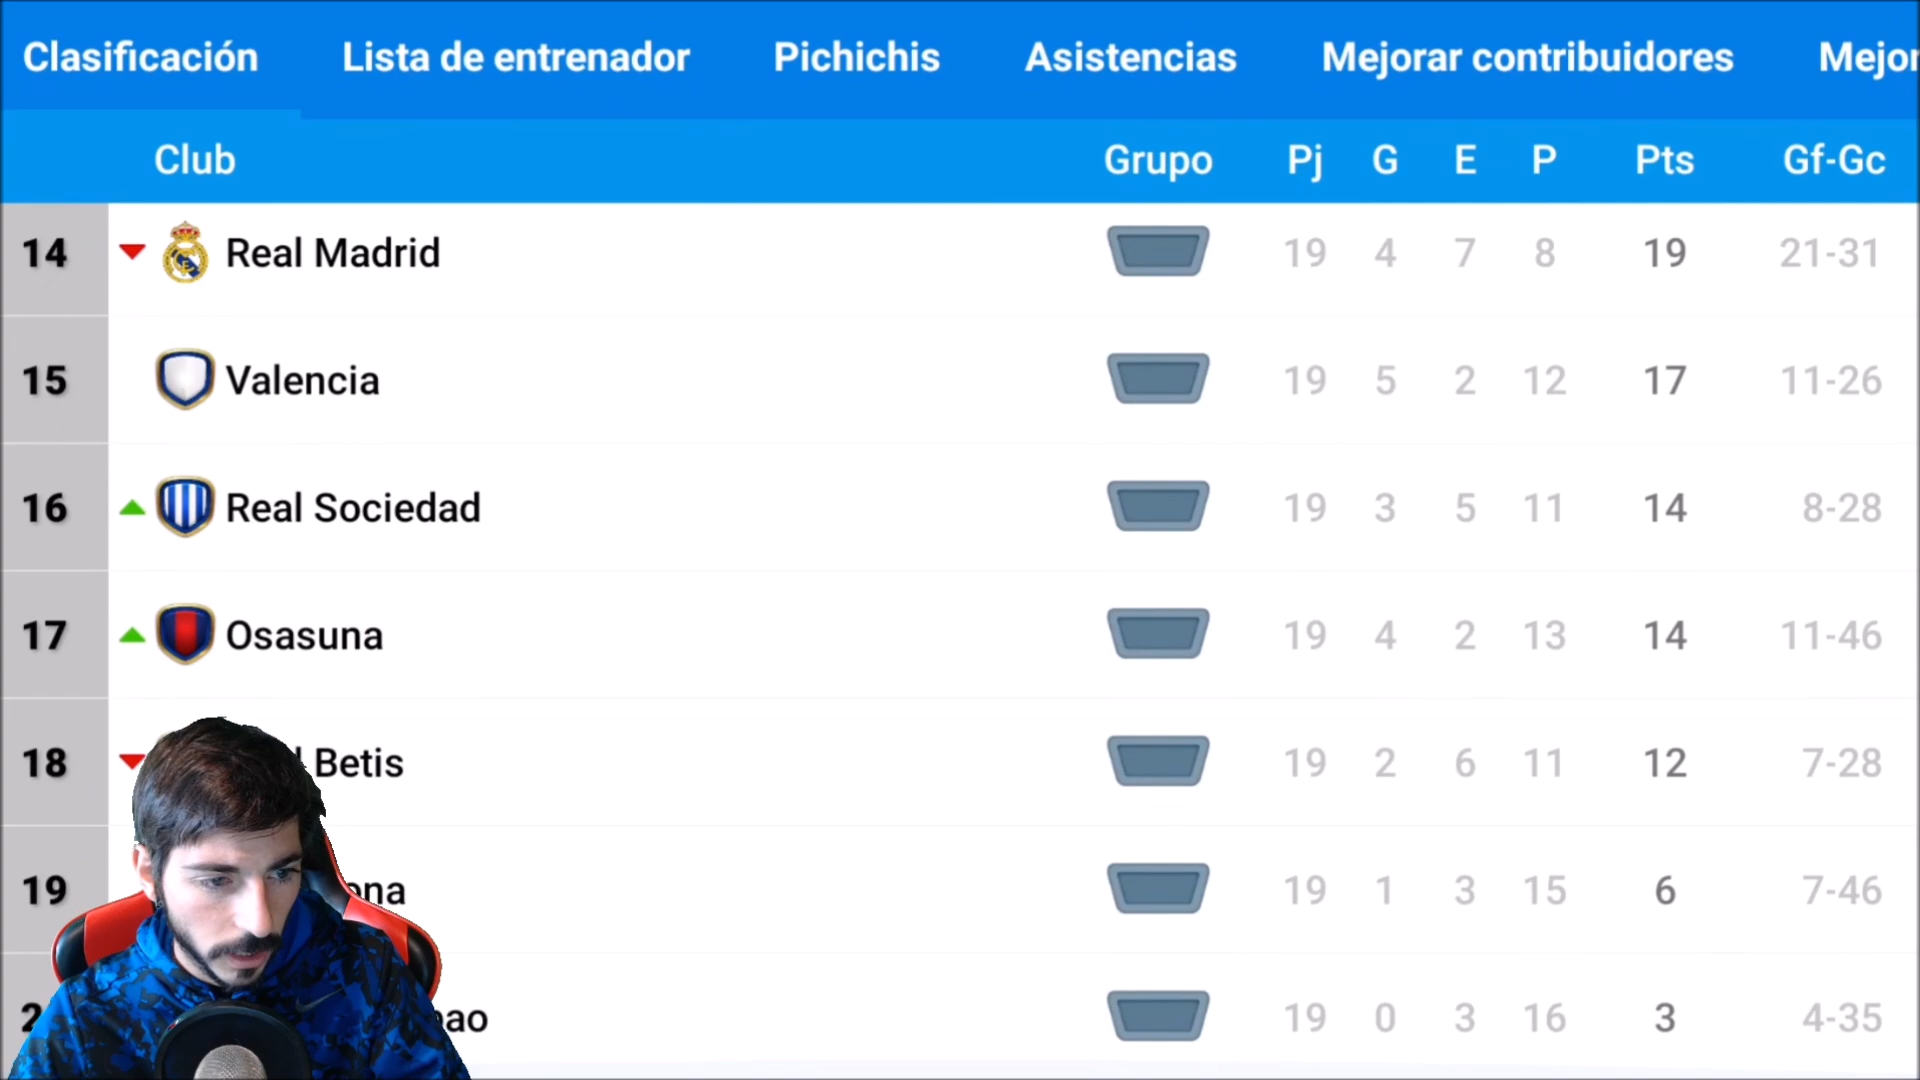 Clasificación Lista de entrenador Pichichis Asistencias Mejorar contribuidores
Club Grupo Pj G E P Pts Gf-Gc
14 Real Madrid 19 4 7 8 19 21-31
15 Valencia 19 5 2 12 17 11-26
16 Real Sociedad 19 3 5 11 14 8-28
17 Osasuna 19 4 2 13 14 11-46
18 Betis 19 2 6 11 12 7-28
19 19 1 3 15 6 7-46
19 0 3 16 3 4-35